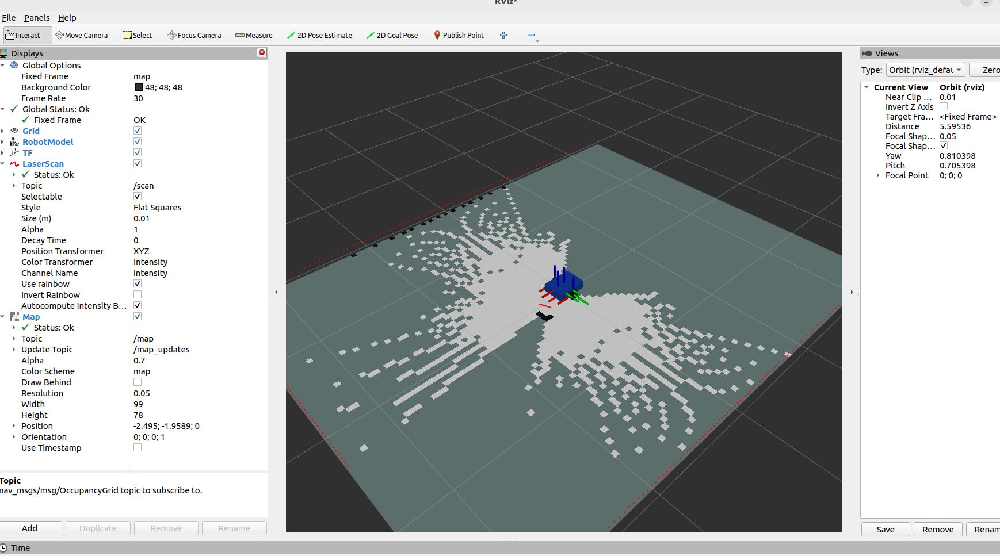 RViz*
File Panels Help
Interact Move Camera Select Focus Camera Measure 2D Pose Estimate 2D Goal Pose Publish Point
Displays
Global Options
Fixed Frame map
Background Color 48; 48; 48
Frame Rate 30
Global Status: Ok
Fixed Frame OK
Grid
RobotModel
TF
LaserScan
Status: Ok
Topic /scan
Selectable
Style Flat Squares
Size (m) 0.01
Alpha 1
Decay Time 0
Position Transformer XYZ
Color Transformer Intensity
Channel Name intensity
Use rainbow
Invert Rainbow
Autocompute Intensity B...
Map
Status: Ok
Topic /map
Update Topic /map_updates
Alpha 0.7
Color Scheme map
Draw Behind
Resolution 0.05
Width 99
Height 78
Position -2.495; -1.9589; 0
Orientation 0; 0; 0; 1
Use Timestamp
Topic
nav_msgs/msg/OccupancyGrid topic to subscribe to.
Add Duplicate Remove Rename
Time
Views
Type: Orbit (rviz_defau Zero
Current View Orbit (rviz)
Near Clip ... 0.01
Invert Z Axis
Target Fra... <Fixed Frame>
Distance 5.59536
Focal Shap... 0.05
Focal Shap...
Yaw 0.810398
Pitch 0.705398
Focal Point 0; 0; 0
Save Remove Renam